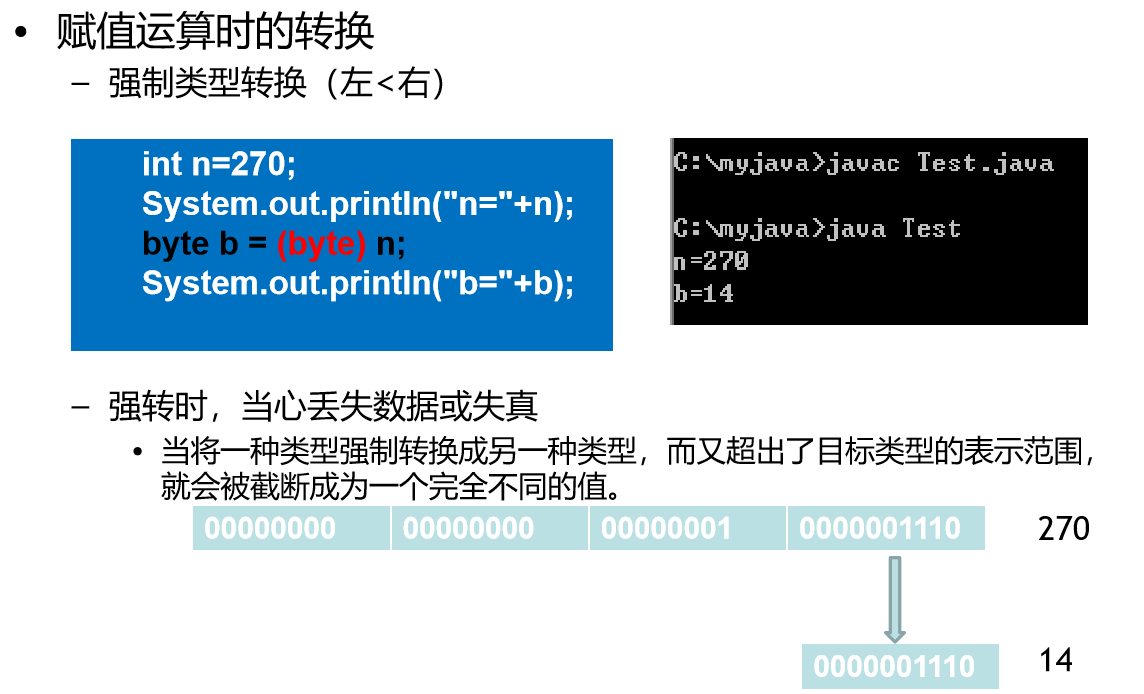 • 赋值运算时的转换
– 强制类型转换（左<右）
int n=270;
System.out.println("n="+n);
byte b = (byte) n;
System.out.println("b="+b);
C:\myjava>javac Test.java
C:\myjava>java Test
n=270
b=14
– 强转时，当心丢失数据或失真
• 当将一种类型强制转换成另一种类型，而又超出了目标类型的表示范围，
就会被截断成为一个完全不同的值。
00000000 00000000 00000001 0000001110 270
0000001110 14